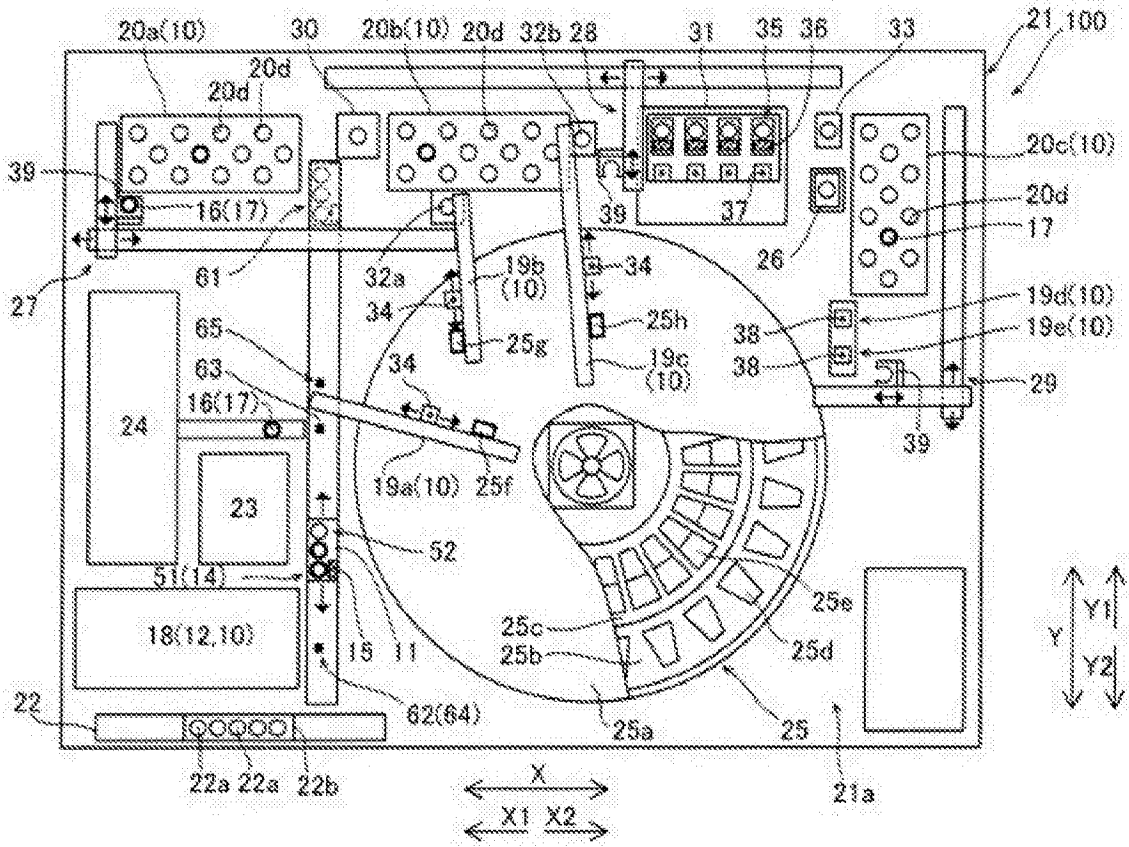 20a(10)
30
20b(10)
20d
32b
28
31
35
36
33
21
100
20d
20d
39
20c(10)
16(17)
20d
39
37
17
61
26
27
32a
19b
(10)
34
34
19d(10)
25h
38
19e(10)
65
25g
38
34
19c
(10)
29
63
16(17)
24
39
19a(10)
25f
23
52
51(14)
25e
Y1
25c
Y
18(12,10)
15
11
25b
25d
Y2
22
62(64)
25a
25
22a
22a
22b
21a
X
X1
X2